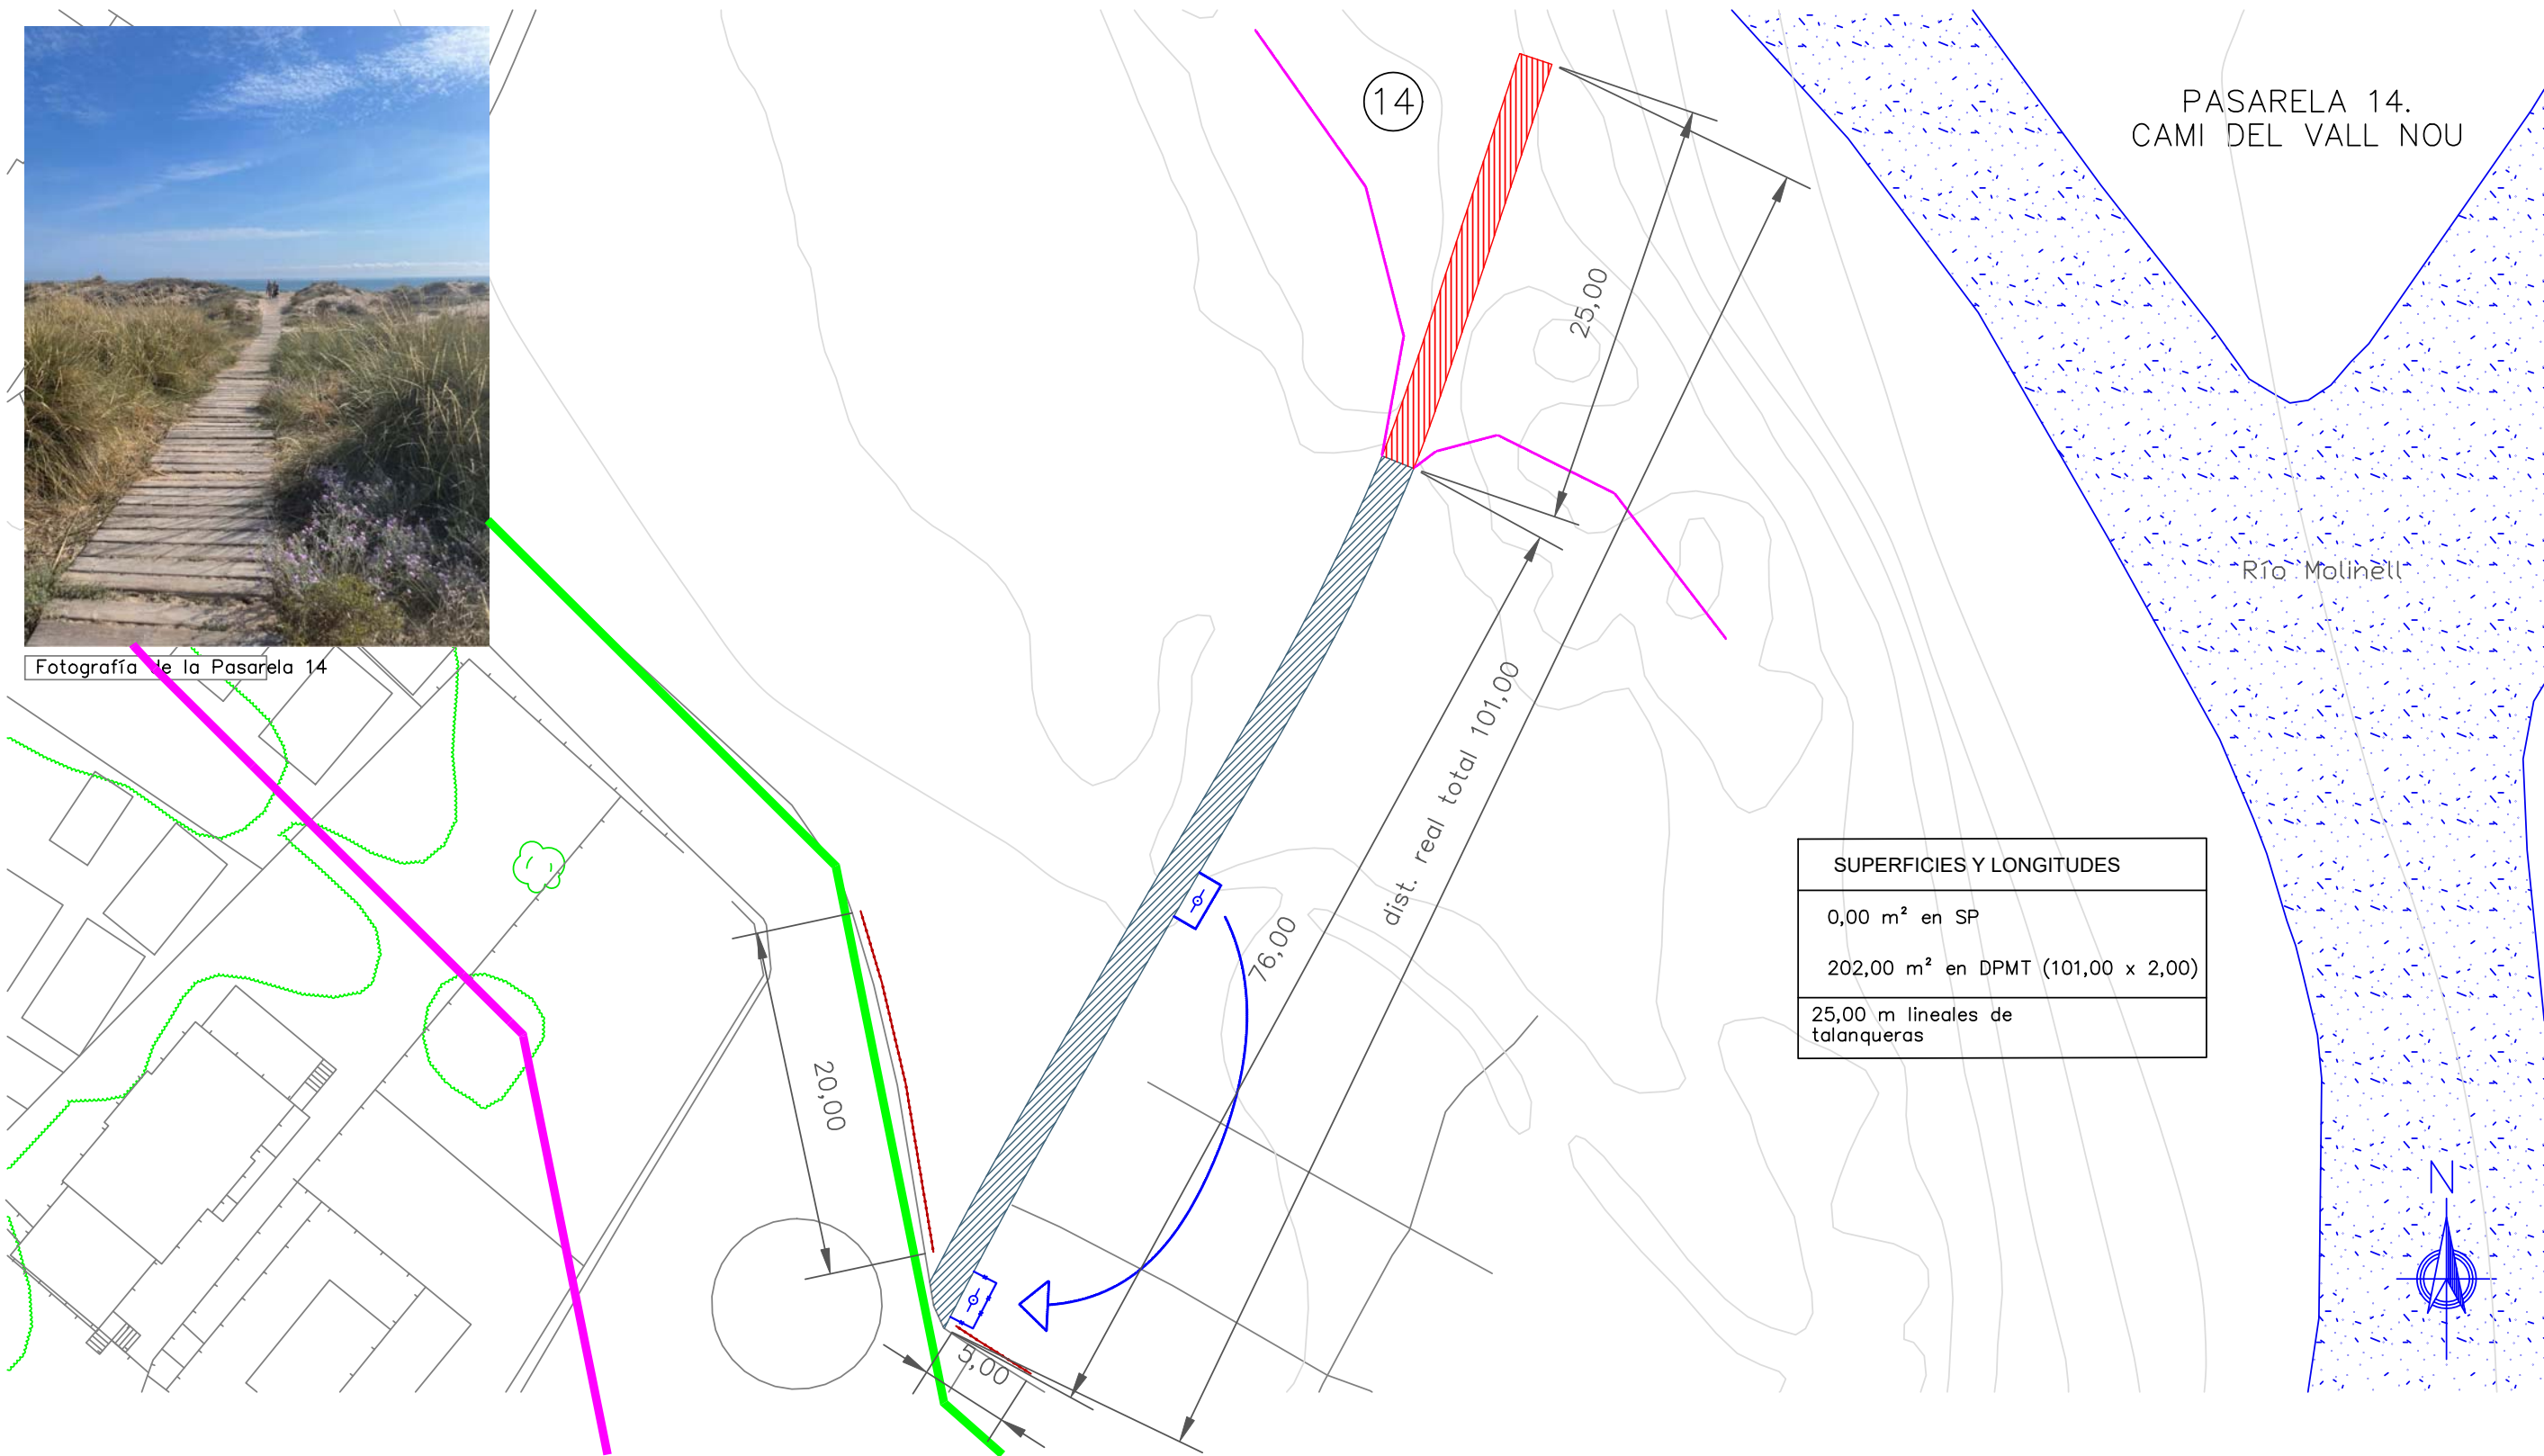 14
PASARELA 14.
CAMI DEL VALL NOU
25,00
Río Molinell
Fotografía de la Pasarela 14
dist. real total 101,00
76,00
20,00
5,00
SUPERFICIES Y LONGITUDES
0,00 m² en SP
202,00 m² en DPMT (101,00 x 2,00)
25,00 m lineales de
talanqueras
N